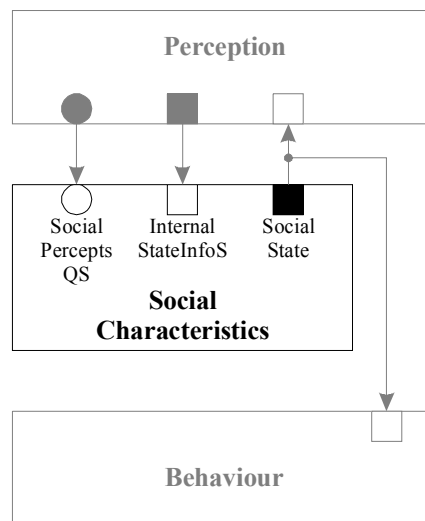 Perception
Social
Percepts
QS
Internal
StateInfoS
Social
State
Social
Characteristics
Behaviour